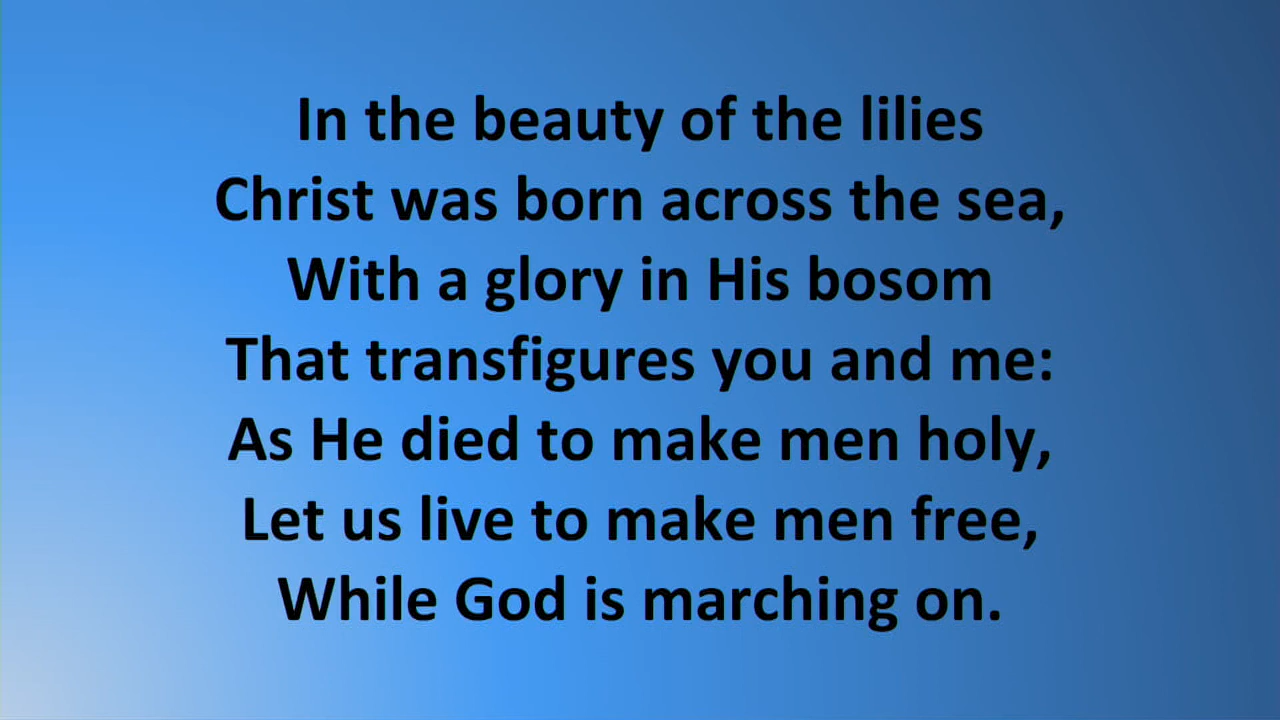 In the beauty of the lilies
Christ was born across the sea,
With a glory in His bosom
That transfigures you and me:
As He died to make men holy,
Let us live to make men free,
While God is marching on.